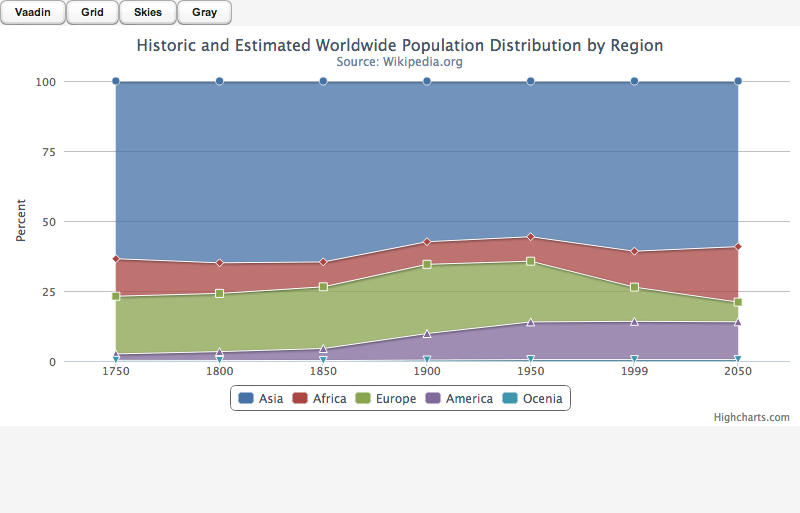 Vaadin Grid Skies Gray
Historic and Estimated Worldwide Population Distribution by Region
Source: Wikipedia.org
Percent
100
75
50
25
0
1750 1800 1850 1900 1950 1999 2050
Asia Africa Europe America Ocenia
Highcharts.com